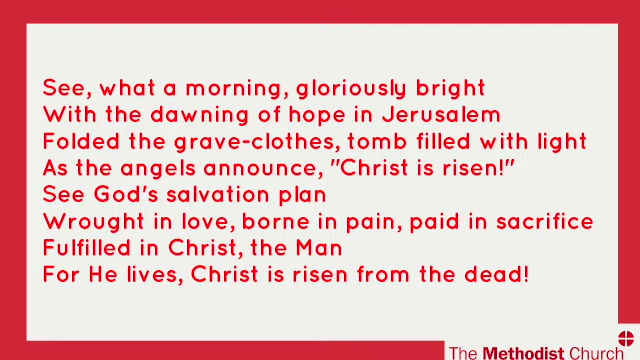 See, what a morning, gloriously bright
With the dawning of hope in Jerusalem
Folded the grave-clothes, tomb filled with light
As the angels announce, "Christ is risen!"
See God's salvation plan
Wrought in love, borne in pain, paid in sacrifice
Fulfilled in Christ, the Man
For He lives, Christ is risen from the dead!
The Methodist Church